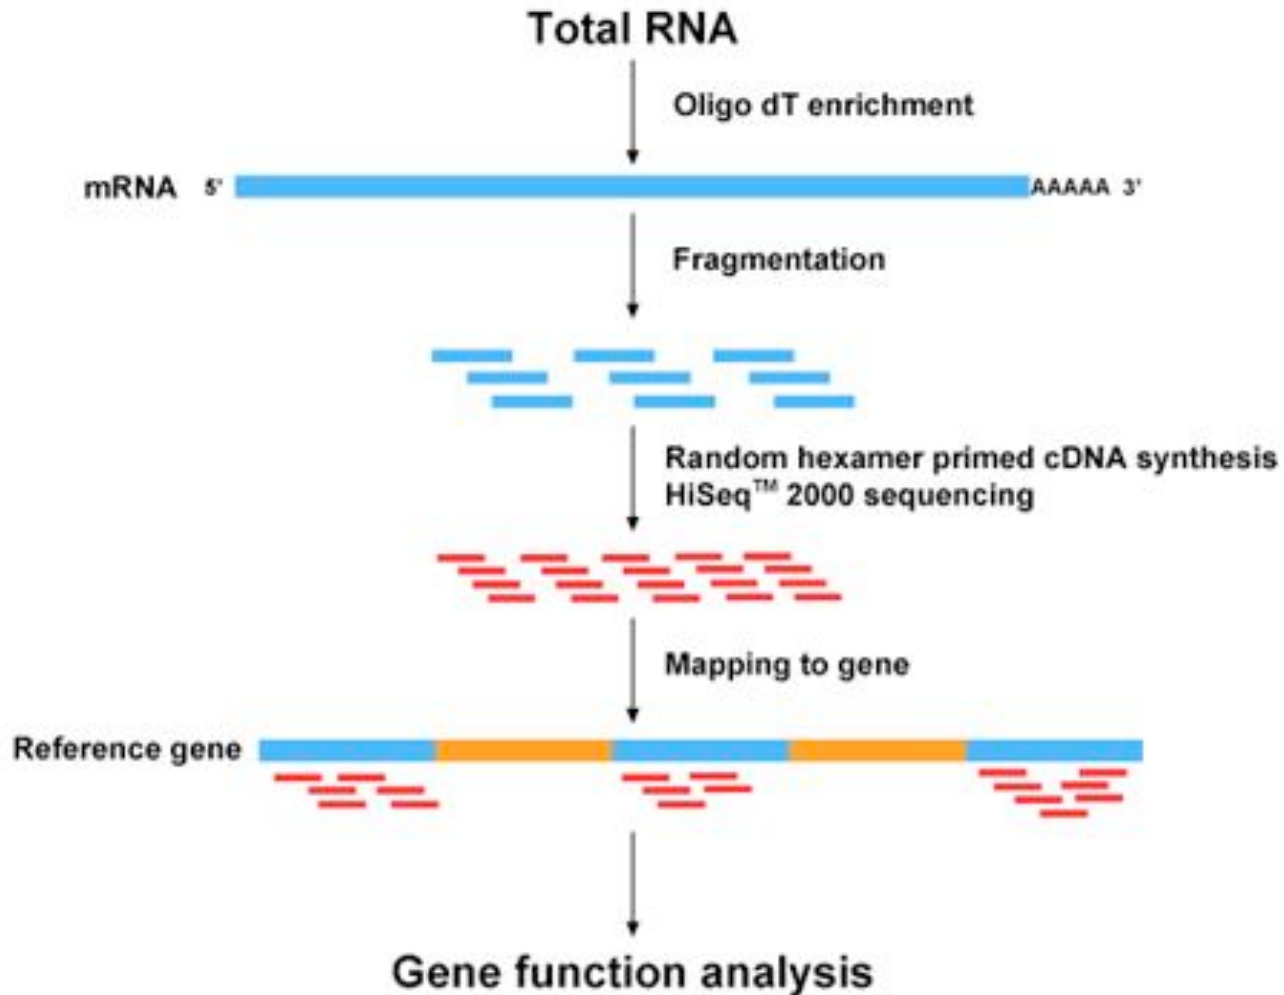 Total RNA
Oligo dT enrichment
mRNA 5' AAAAA 3'
Fragmentation
Random hexamer primed cDNA synthesis
HiSeq™ 2000 sequencing
Mapping to gene
Reference gene
Gene function analysis